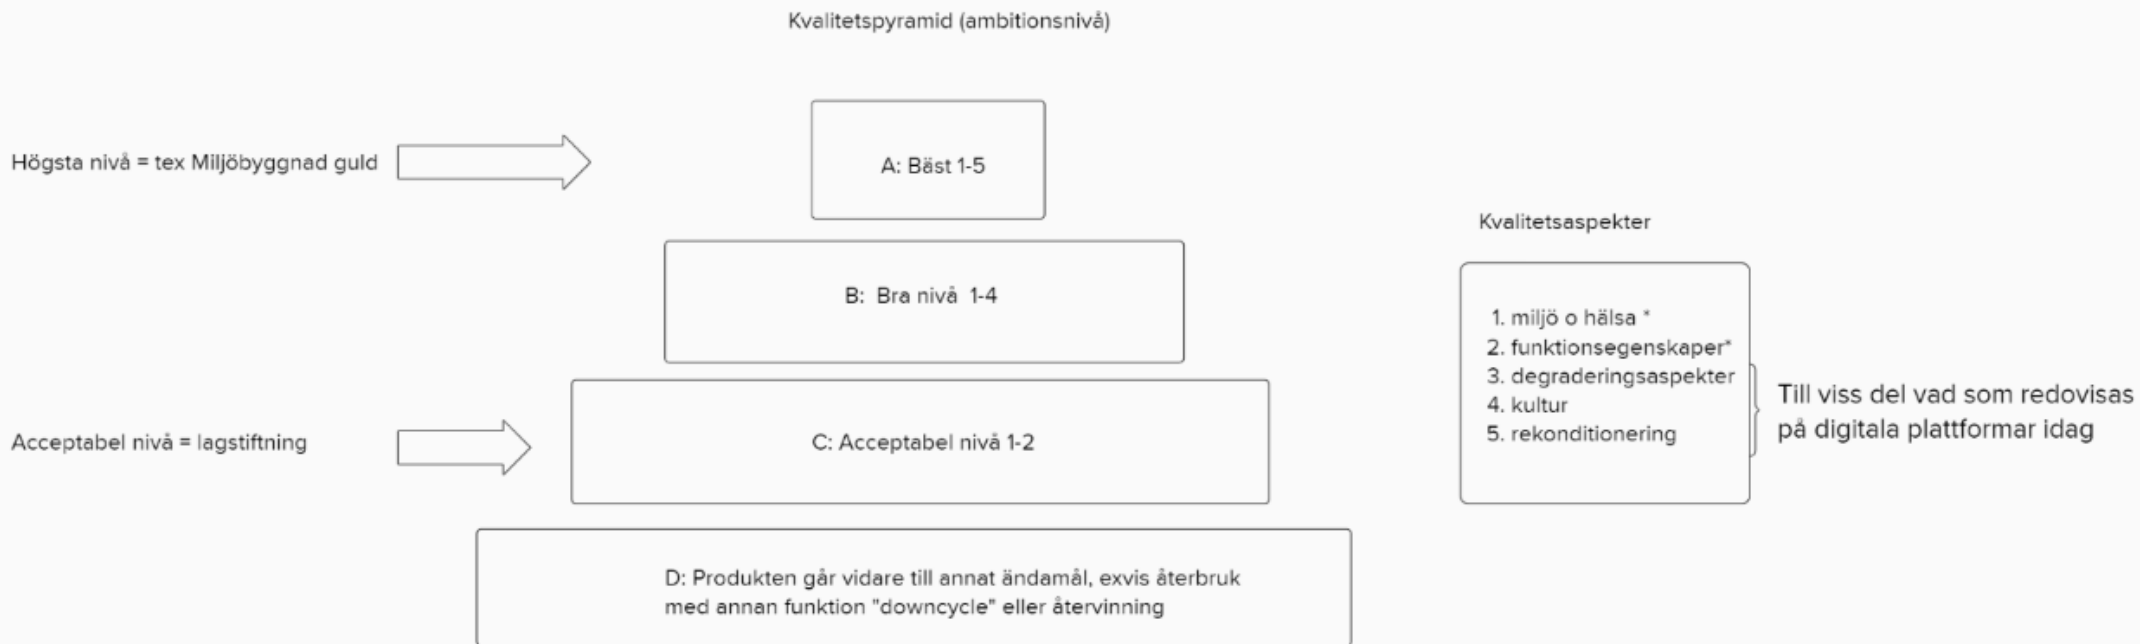 Kvalitetspyramid (ambitionsnivå)
Högsta nivå = tex Miljöbyggnad guld
A: Bäst 1-5
B: Bra nivå 1-4
Acceptabel nivå = lagstiftning
C: Acceptabel nivå 1-2
D: Produkten går vidare till annat ändamål, exvis återbruk
med annan funktion "downcycle" eller återvinning
Kvalitetsaspekter
1. miljö o hälsa *
2. funktionsegenskaper*
3. degraderingsaspekter
4. kultur
5. rekonditionering
Till viss del vad som redovisas
på digitala plattformar idag